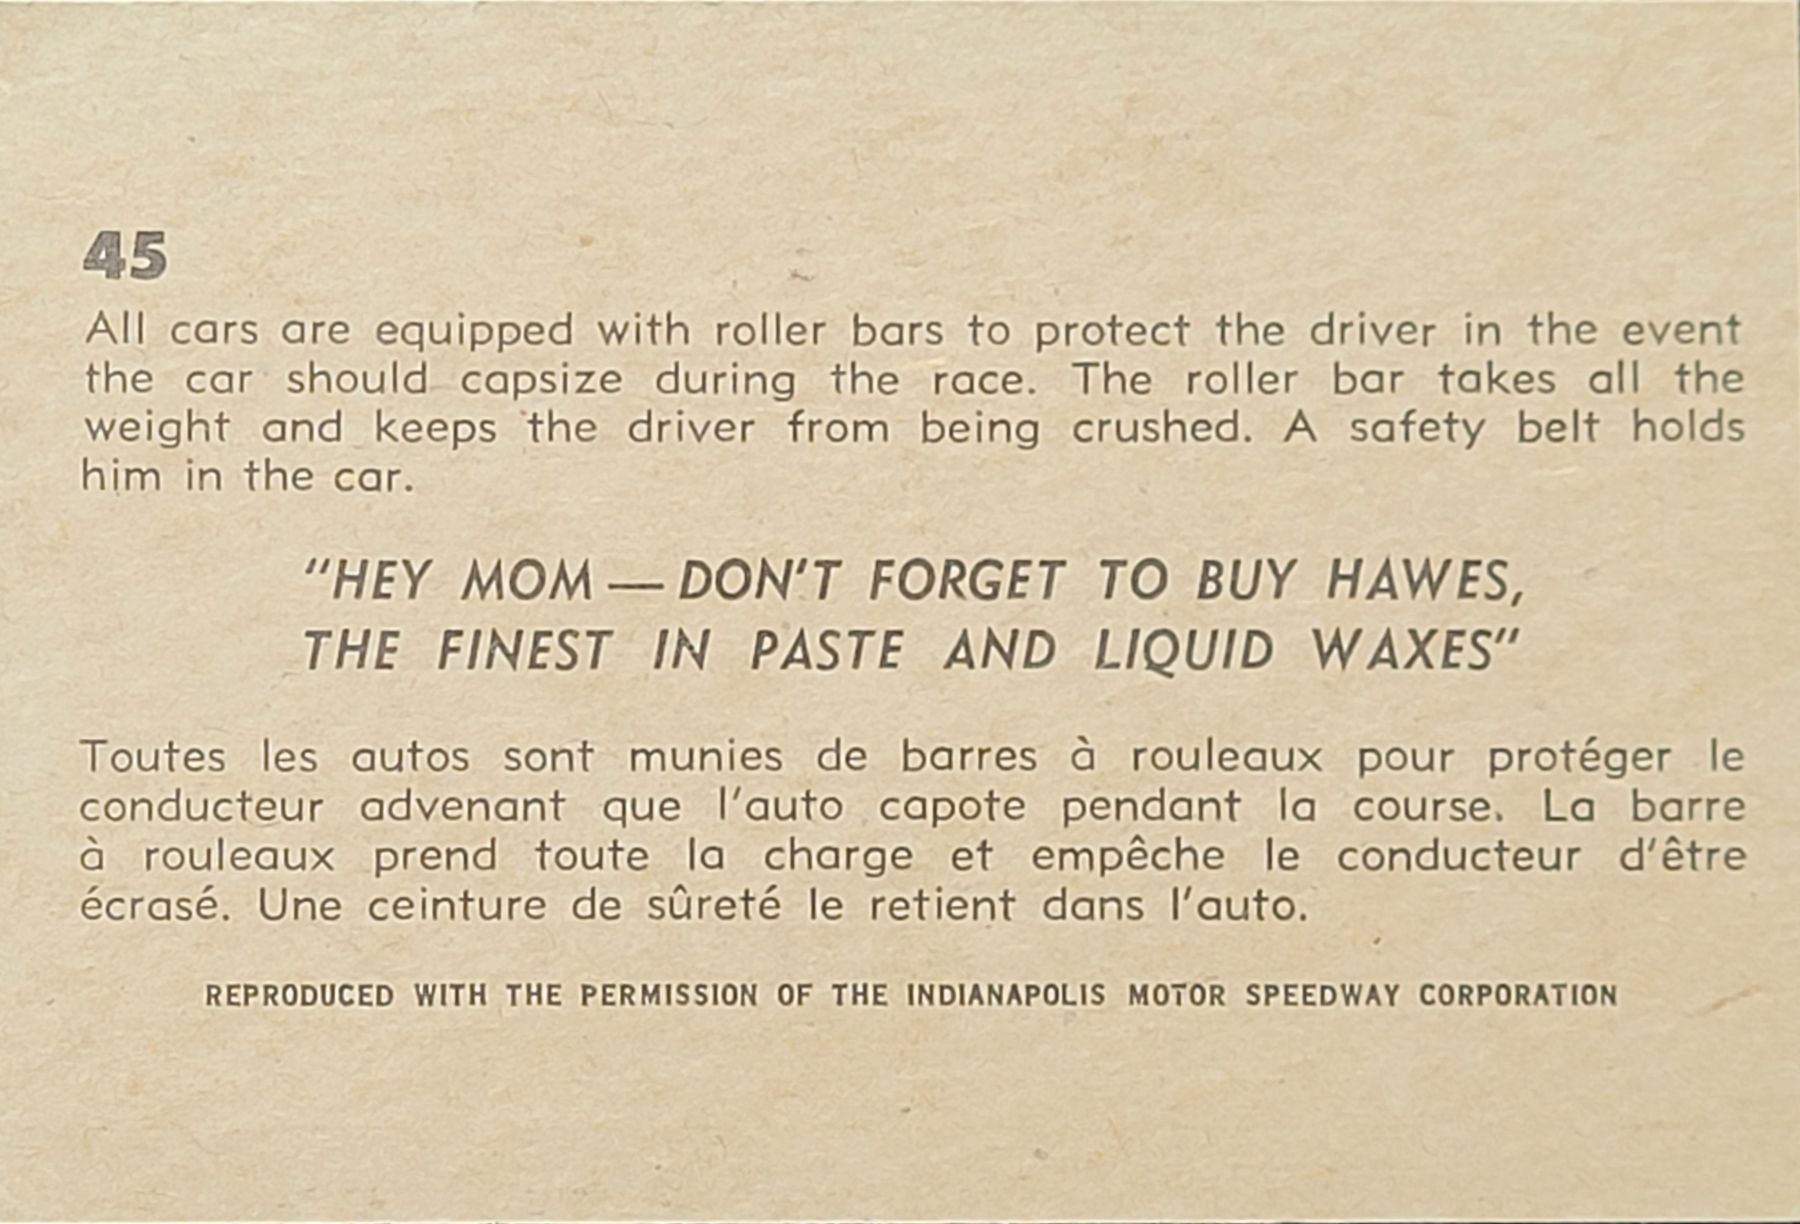 45
All cars are equipped with roller bars to protect the driver in the event
the car should capsize during the race. The roller bar takes all the
weight and keeps the driver from being crushed. A safety belt holds
him in the car.
"HEY MOM — DON'T FORGET TO BUY HAWES,
THE FINEST IN PASTE AND LIQUID WAXES"
Toutes les autos sont munies de barres à rouleaux pour protéger le
conducteur advenant que l'auto capote pendant la course. La barre
à rouleaux prend toute la charge et empêche le conducteur d'être
écrasé. Une ceinture de sûreté le retient dans l'auto.
REPRODUCED WITH THE PERMISSION OF THE INDIANAPOLIS MOTOR SPEEDWAY CORPORATION